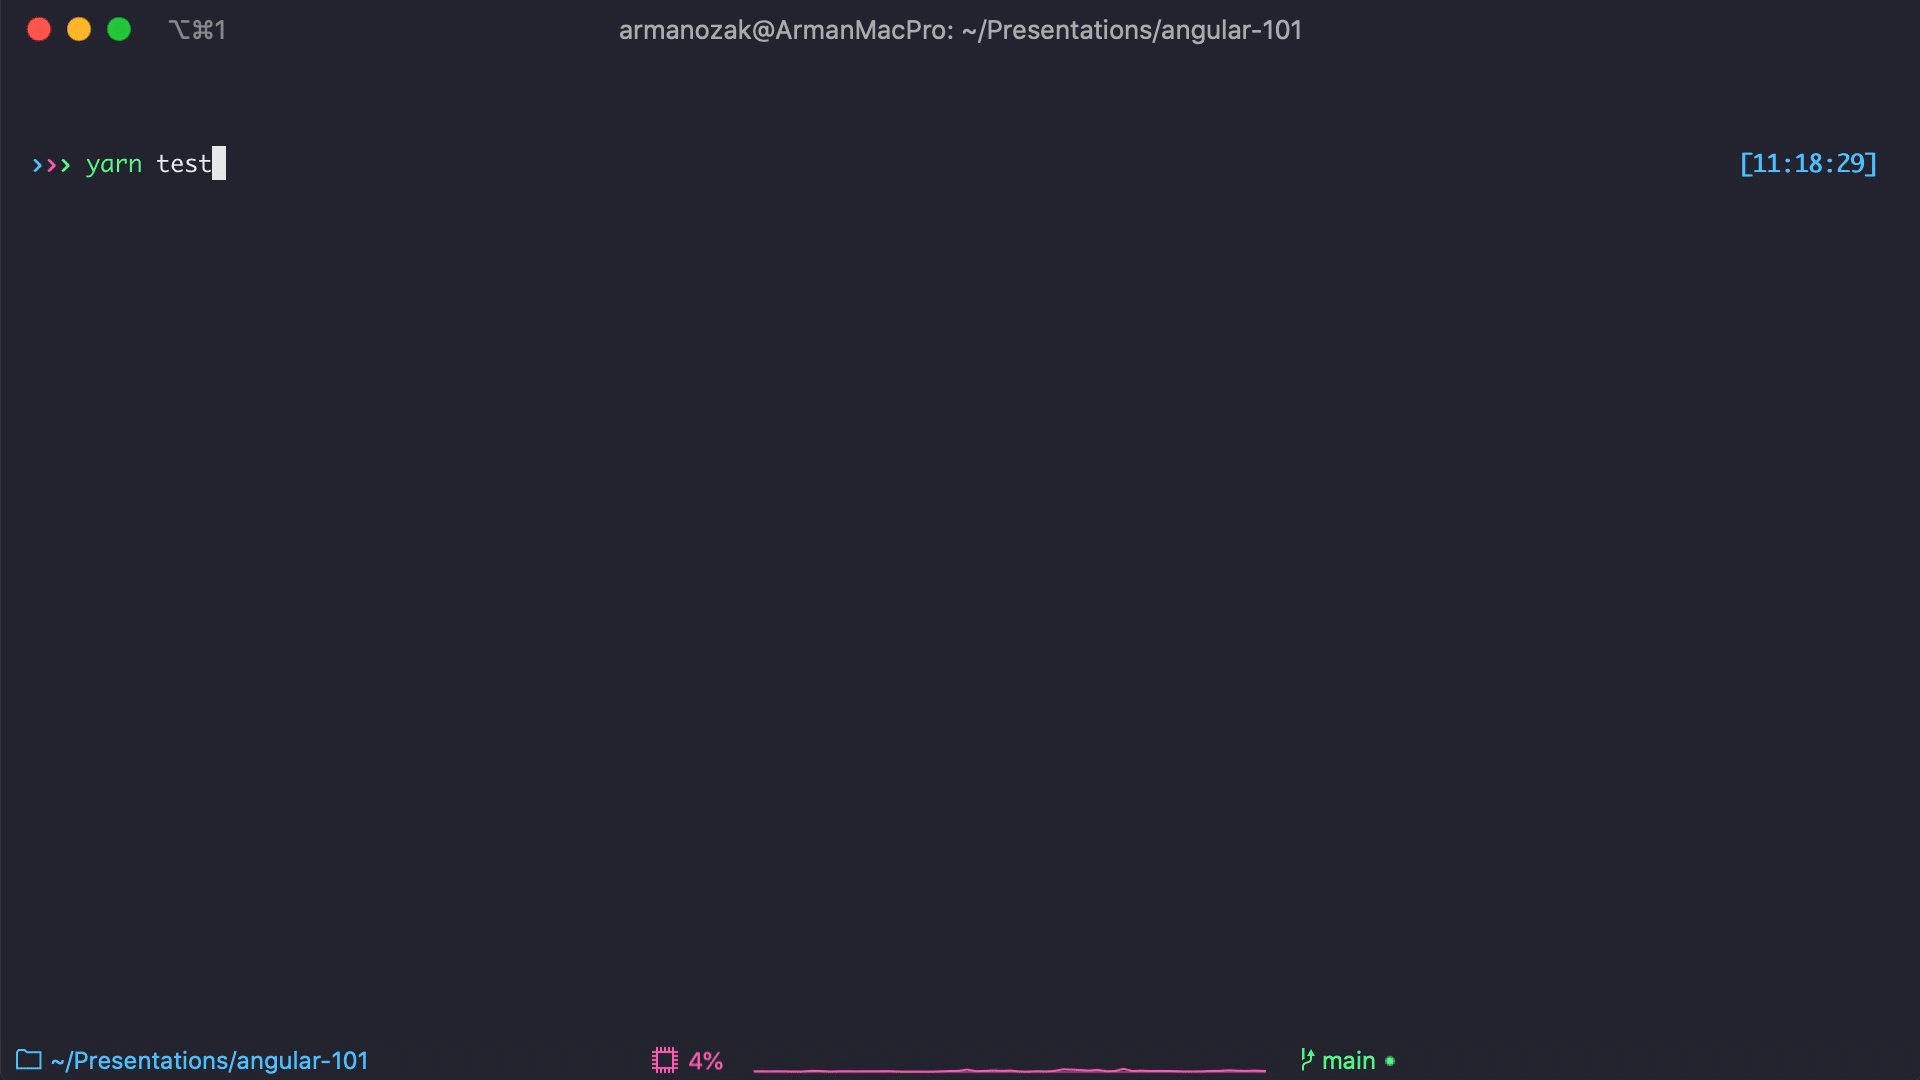 ⌥⌘1 armanozak@ArmanMacPro: ~/Presentations/angular-101
››› yarn test [11:18:29]
~/Presentations/angular-101 4% main •